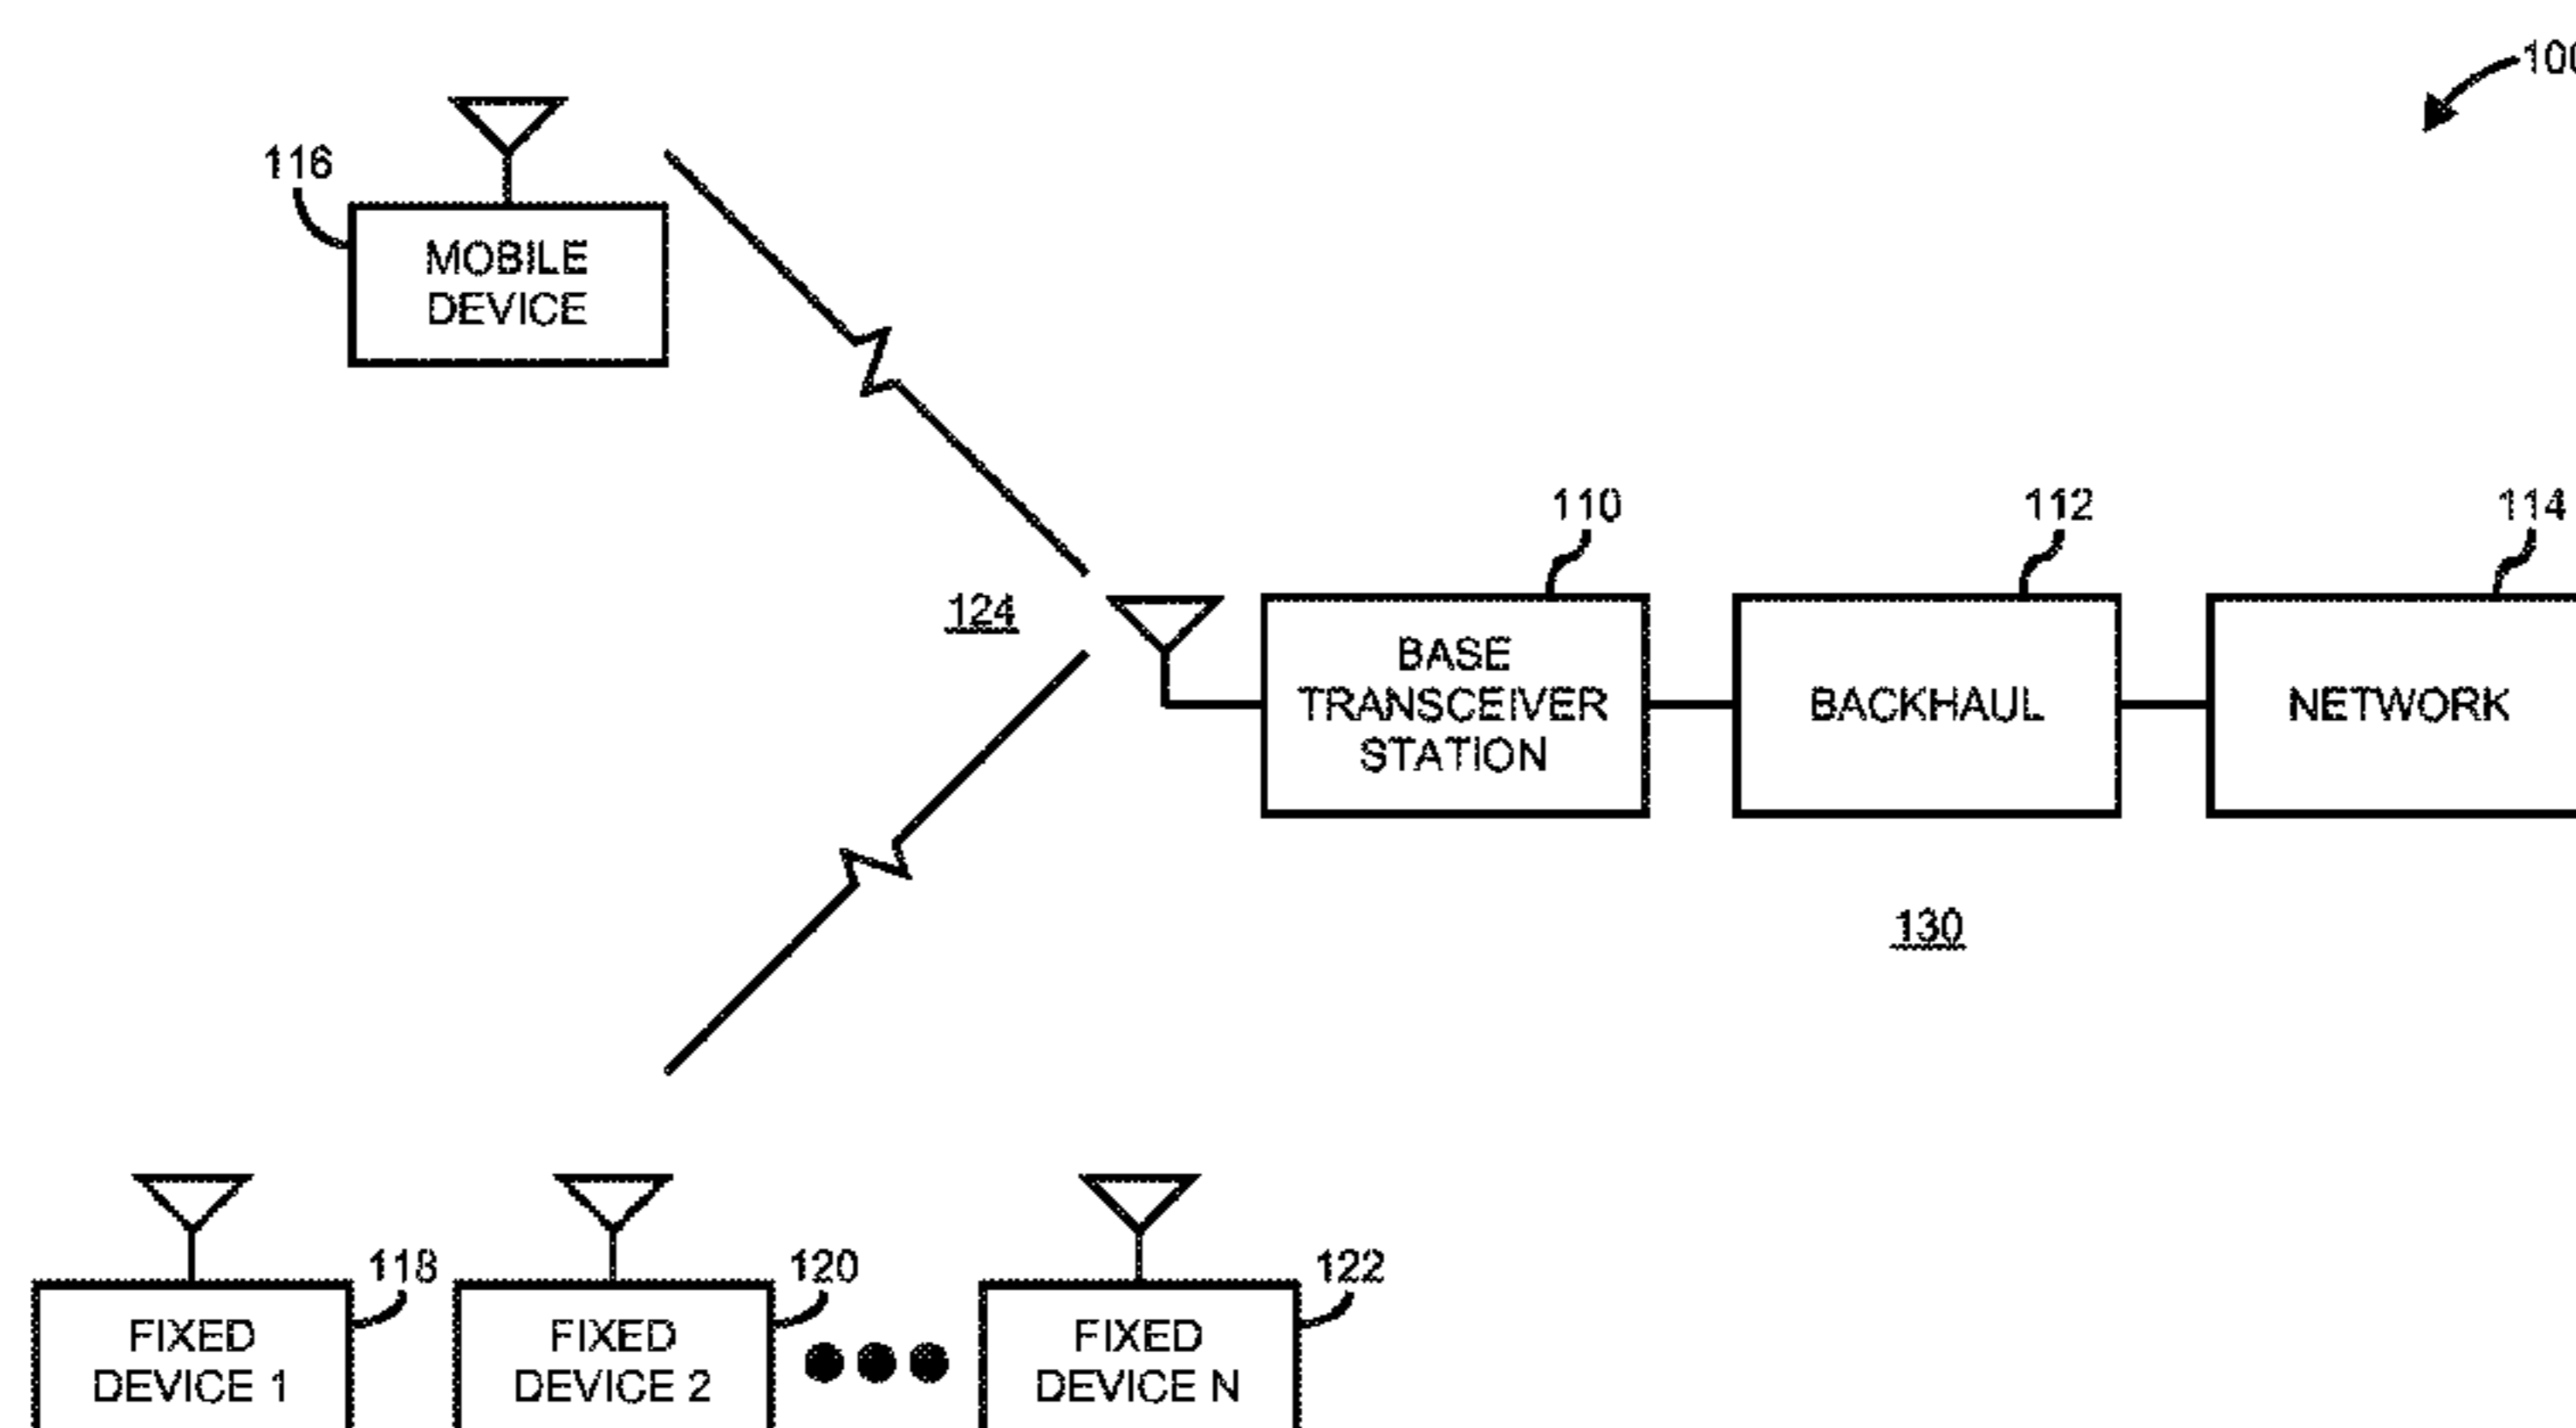 100
116
MOBILE
DEVICE
110
112
114
124
BASE
TRANSCEIVER
STATION
BACKHAUL
NETWORK
130
118
120
122
FIXED
DEVICE 1
FIXED
DEVICE 2
FIXED
DEVICE N